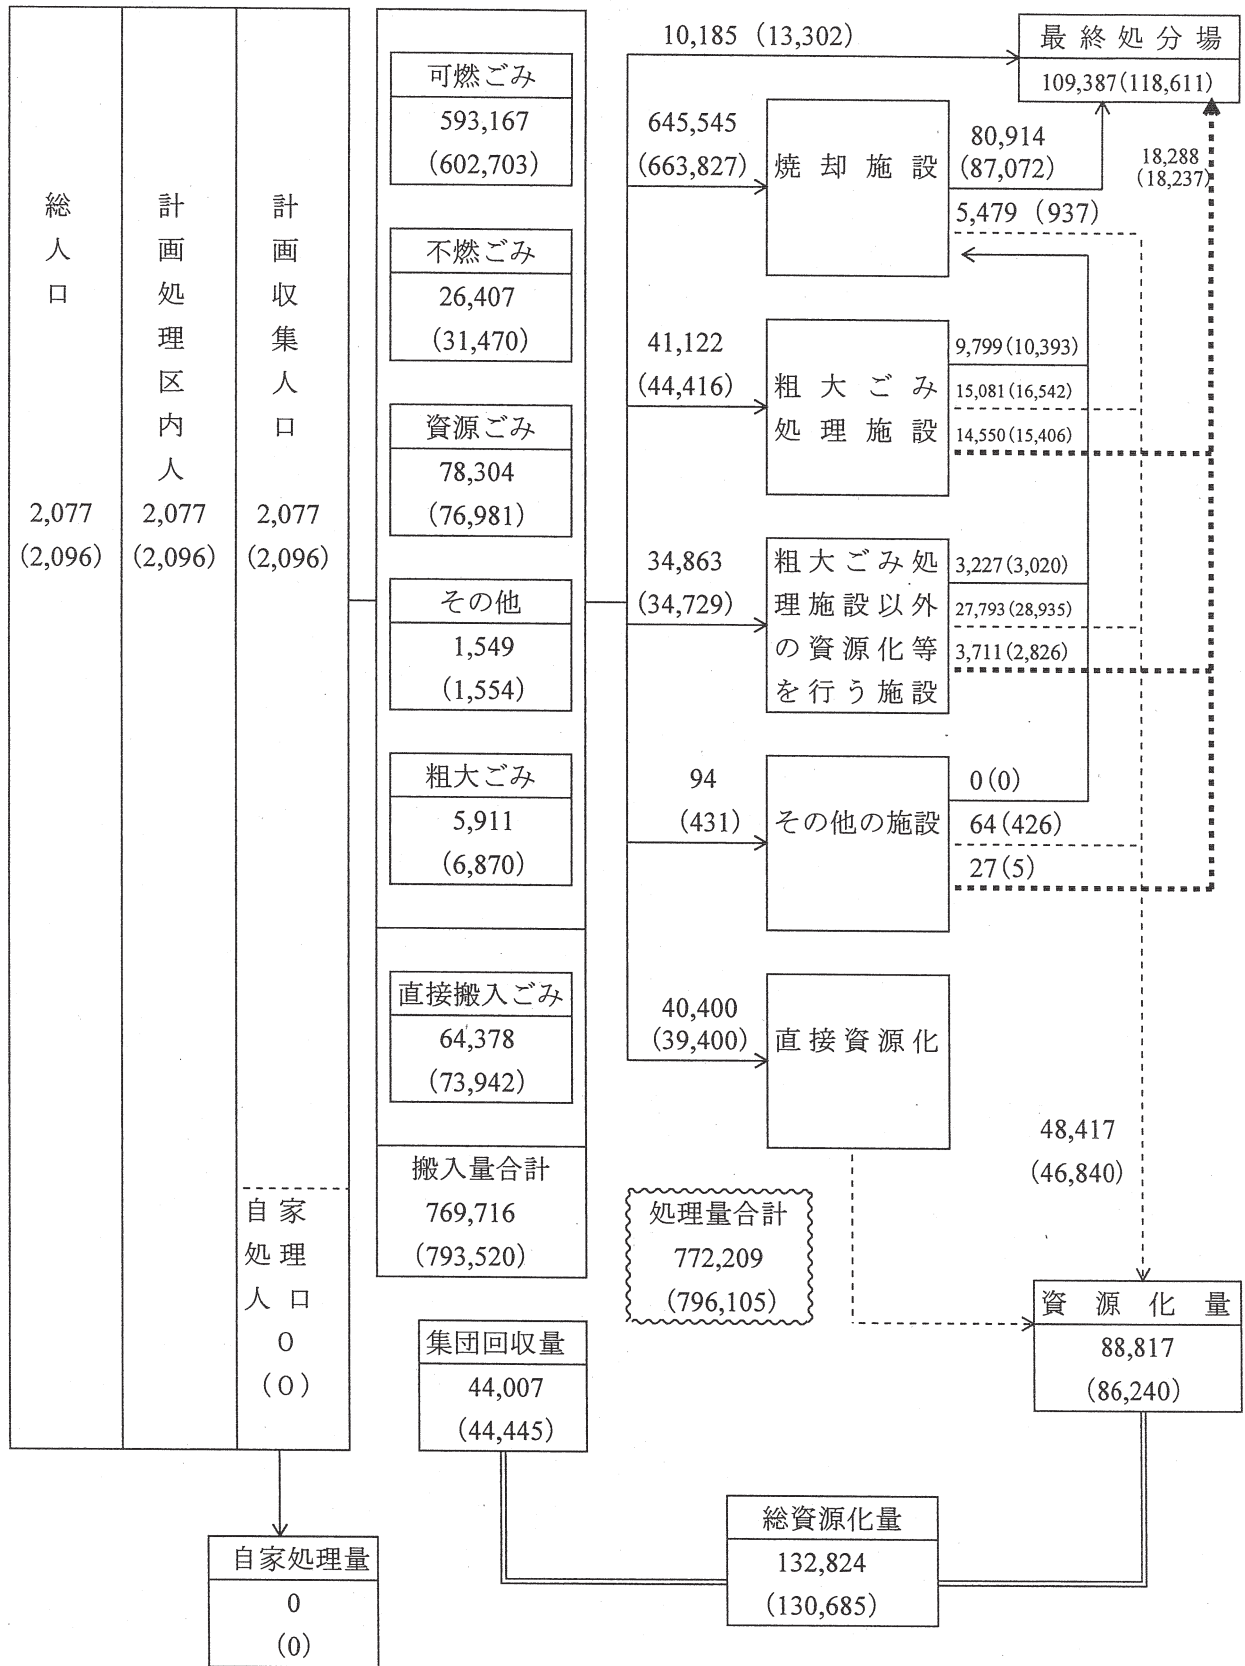 総人口
2,077
(2,096)
計画処理区内人
2,077
(2,096)
計画収集人口
2,077
(2,096)
自家
処理
人口
0
(0)
自家処理量
0
(0)
可燃ごみ
593,167
(602,703)
不燃ごみ
26,407
(31,470)
資源ごみ
78,304
(76,981)
その他
1,549
(1,554)
粗大ごみ
5,911
(6,870)
直接搬入ごみ
64,378
(73,942)
搬入量合計
769,716
(793,520)
集団回収量
44,007
(44,445)
10,185 (13,302)
最終処分場
109,387(118,611)
645,545
(663,827)
焼却施設
80,914
(87,072)
5,479 (937)
18,288
(18,237)
41,122
(44,416)
粗大ごみ
処理施設
9,799(10,393)
15,081(16,542)
14,550(15,406)
34,863
(34,729)
粗大ごみ処
理施設以外
の資源化等
を行う施設
3,227(3,020)
27,793(28,935)
3,711(2,826)
94
(431)
その他の施設
0(0)
64(426)
27(5)
40,400
(39,400)
直接資源化
48,417
(46,840)
処理量合計
772,209
(796,105)
資源化量
88,817
(86,240)
総資源化量
132,824
(130,685)